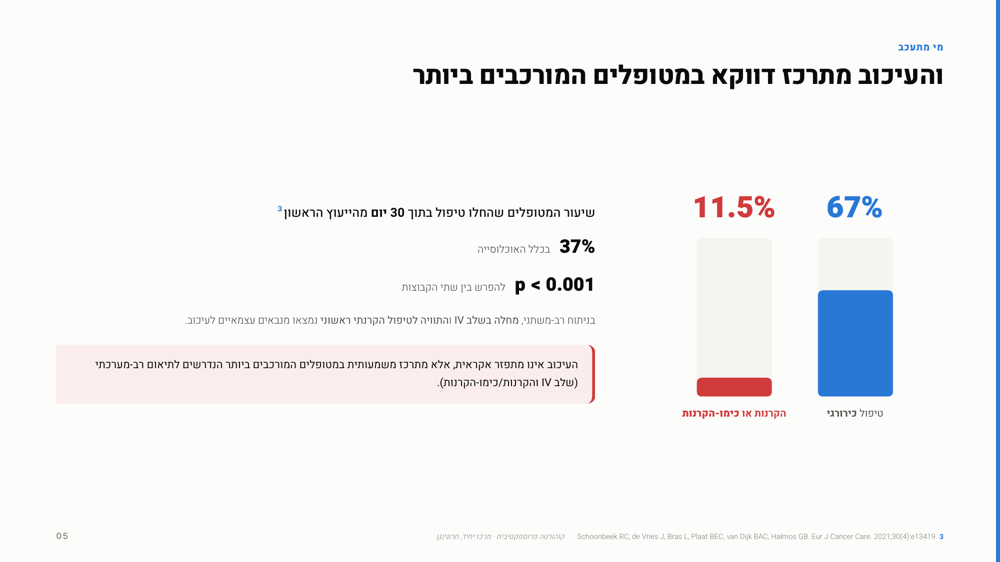 מי מתעכב
והעיכוב מתרכז דווקא במטופלים המורכבים ביותר
67%
טיפול כירורגי
11.5%
הקרנות או כימו-הקרנות
שיעור המטופלים שהחלו טיפול בתוך 30 יום מהייעוץ הראשון 3
37% בכלל האוכלוסייה
p < 0.001 להפרש בין שתי הקבוצות
בניתוח רב-משתני, מחלה בשלב IV והתוויה לטיפול הקרנתי ראשוני נמצאו מנבאים עצמאיים לעיכוב.
העיכוב אינו מתפזר אקראית, אלא מתרכז משמעותית במטופלים המורכבים ביותר הנדרשים לתיאום רב-מערכתי
(שלב IV והקרנות/כימו-הקרנות).
3 Schoonbeek RC, de Vries J, Bras L, Plaat BEC, van Dijk BAC, Halmos GB. Eur J Cancer Care. 2021;30(4):e13419 · קוהורטה פרוספקטיבית · מרכז יחיד, חרונינגן
05